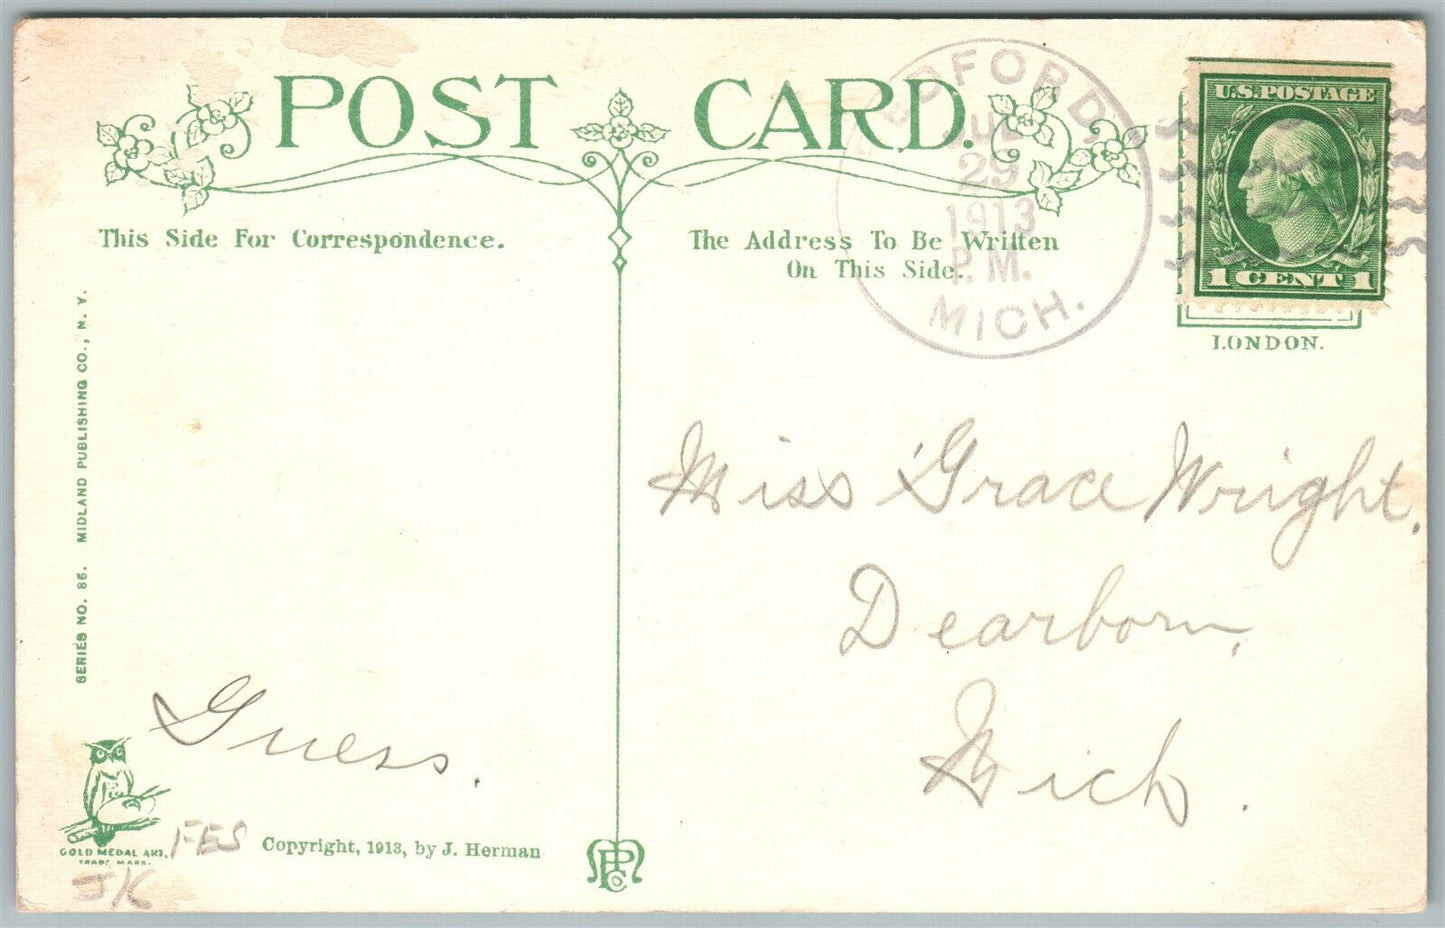 POST CARD.
This Side For Correspondence.
The Address To Be Written
On This Side.
JUL
29
1913
P.M.
MICH.
U.S. POSTAGE
1 CENT 1
LONDON.
SERIES NO. 86. MIDLAND PUBLISHING CO., N. Y.
Miss Grace Wright.
Dearborn,
Mich.
Guess.
GOLD MEDAL ART.
TRADE MARK.
FES
Copyright, 1913, by J. Herman
JK